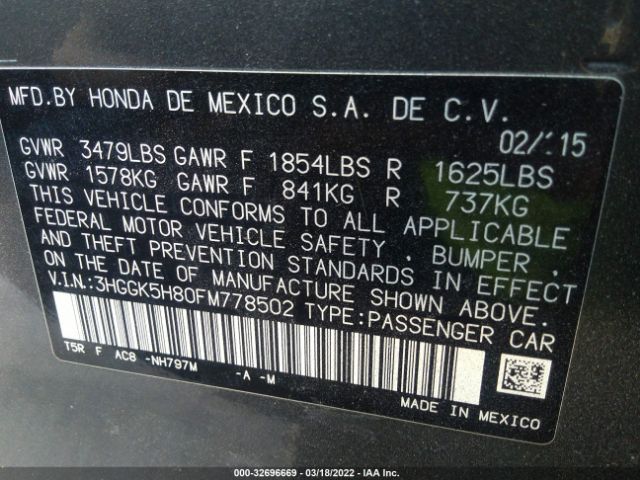 MFD.BY HONDA DE MEXICO S.A. DE C.V.
02/15
GVWR 3479LBS GAWR F 1854LBS R 1625LBS
GVWR 1578KG GAWR F 841KG R 737KG
THIS VEHICLE CONFORMS TO ALL APPLICABLE
FEDERAL MOTOR VEHICLE SAFETY , BUMPER ,
AND THEFT PREVENTION STANDARDS IN EFFECT
ON THE DATE OF MANUFACTURE SHOWN ABOVE.
V.I.N.:3HGGK5H80FM778502 TYPE:PASSENGER CAR
T5R F AC8 -NH797M -A -M
MADE IN MEXICO
000-32696669 - 03/18/2022 - IAA Inc.